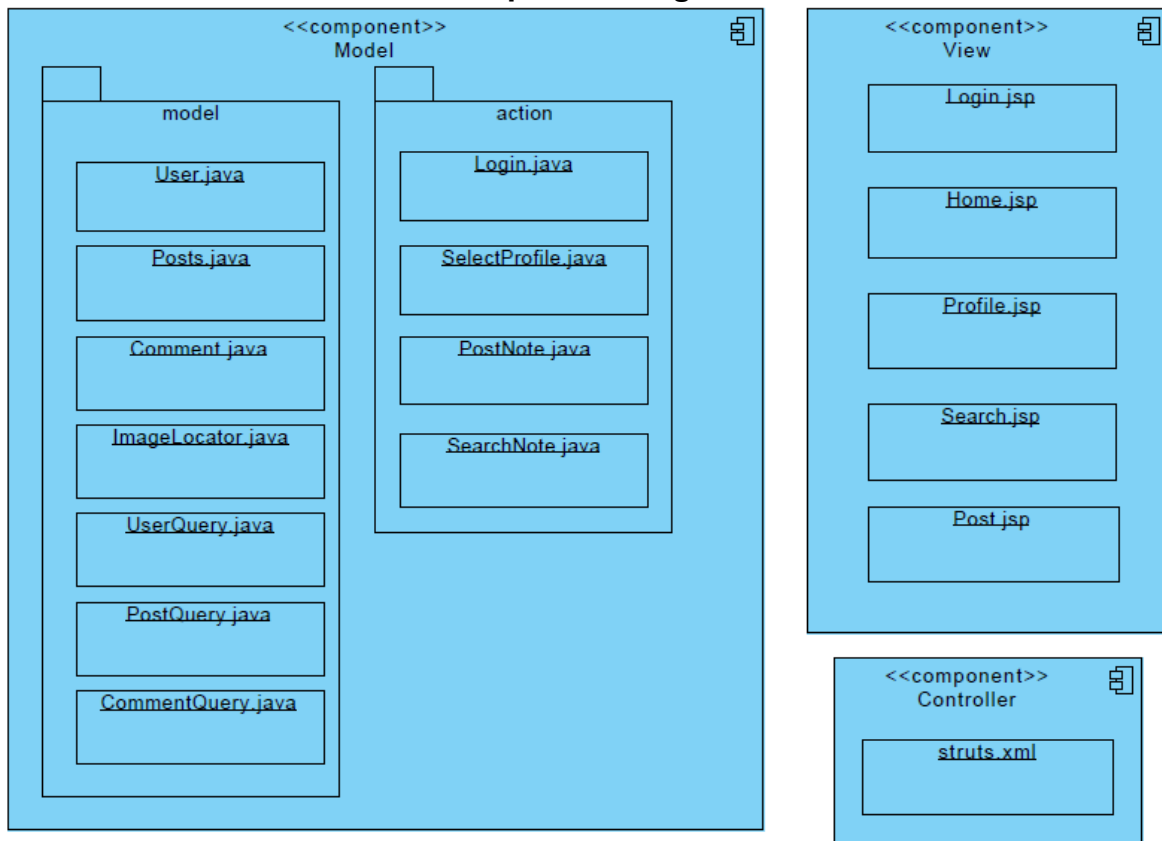 <<component>>
Model
model
User.java
Posts.java
Comment.java
ImageLocator.java
UserQuery.java
PostQuery.java
CommentQuery.java
action
Login.java
SelectProfile.java
PostNote.java
SearchNote.java
<<component>>
View
Login.jsp
Home.jsp
Profile.jsp
Search.jsp
Post.jsp
<<component>>
Controller
struts.xml